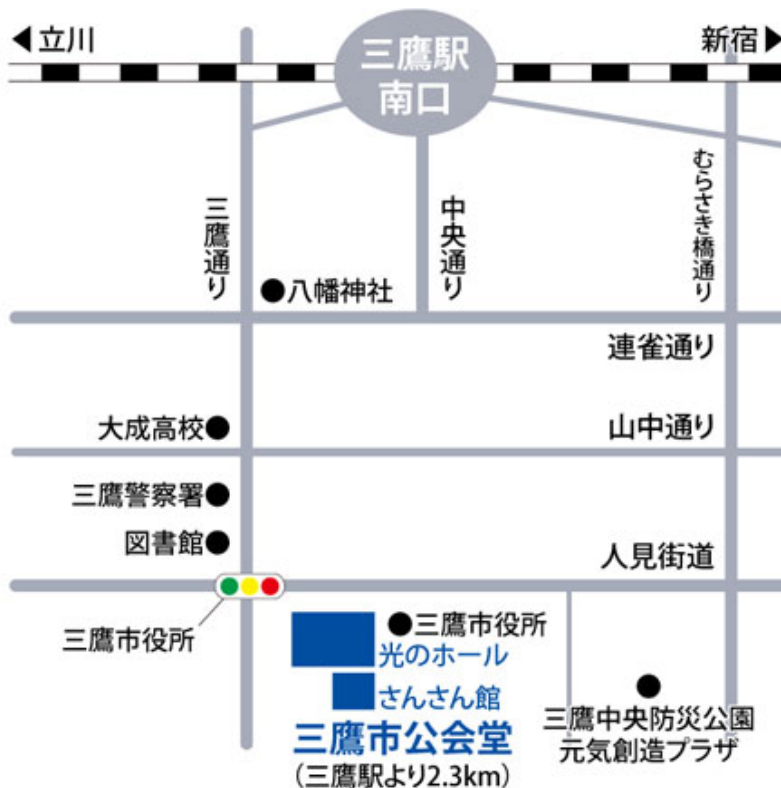 ◀立川
新宿▶
三鷹駅
南口
三鷹通り
中央通り
むらさき橋通り
●八幡神社
連雀通り
大成高校●
山中通り
三鷹警察署●
図書館●
人見街道
三鷹市役所
●三鷹市役所
光のホール
さんさん館
三鷹市公会堂
(三鷹駅より2.3km)
三鷹中央防災公園
元気創造プラザ